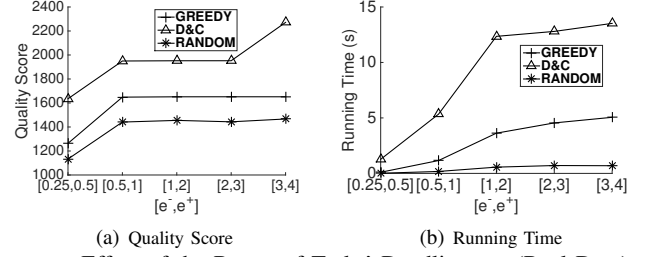 2400
2200
2000
1800
1600
1400
1200
1000
Quality Score
GREEDY
D&C
RANDOM
[0.25,0.5] [0.5,1] [1,2] [2,3] [3,4]
[e⁻,e⁺]
(a) Quality Score
15
10
5
0
Running Time (s)
GREEDY
D&C
RANDOM
[0.25,0.5] [0.5,1] [1,2] [2,3] [3,4]
[e⁻,e⁺]
(b) Running Time